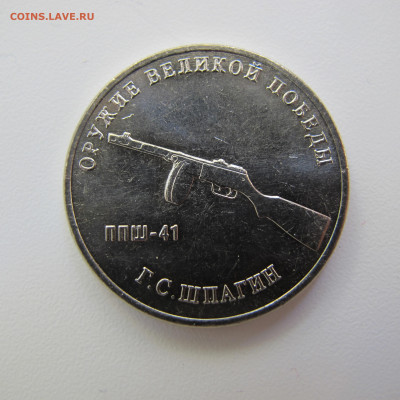 COINS.LAVE.RU
ОРУЖИЕ ВЕЛИКОЙ ПОБЕДЫ
ППШ-41
Г.С.ШПАГИН